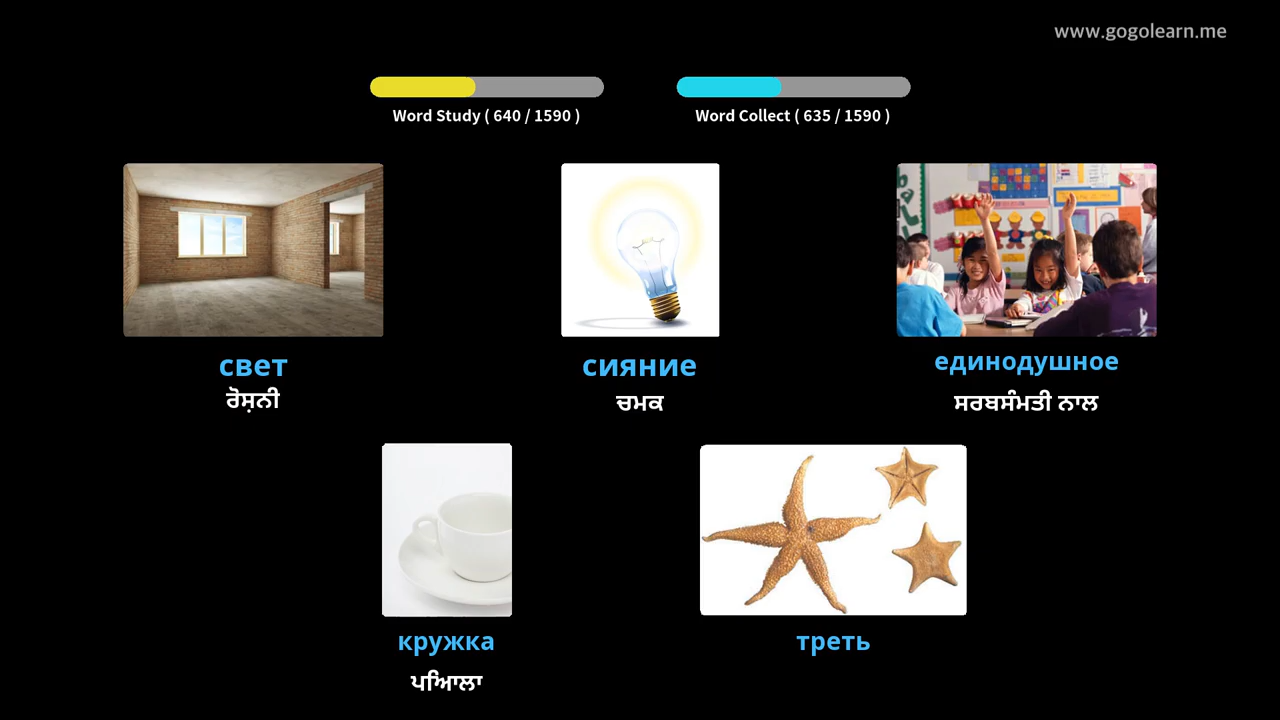 www.gogolearn.me
Word Study ( 640 / 1590 )
Word Collect ( 635 / 1590 )
свет
ਰੋਸ਼ਨੀ
сияние
ਚਮਕ
единодушное
ਸਰਬਸੰਮਤੀ ਨਾਲ
кружка
ਪਿਆਲਾ
треть